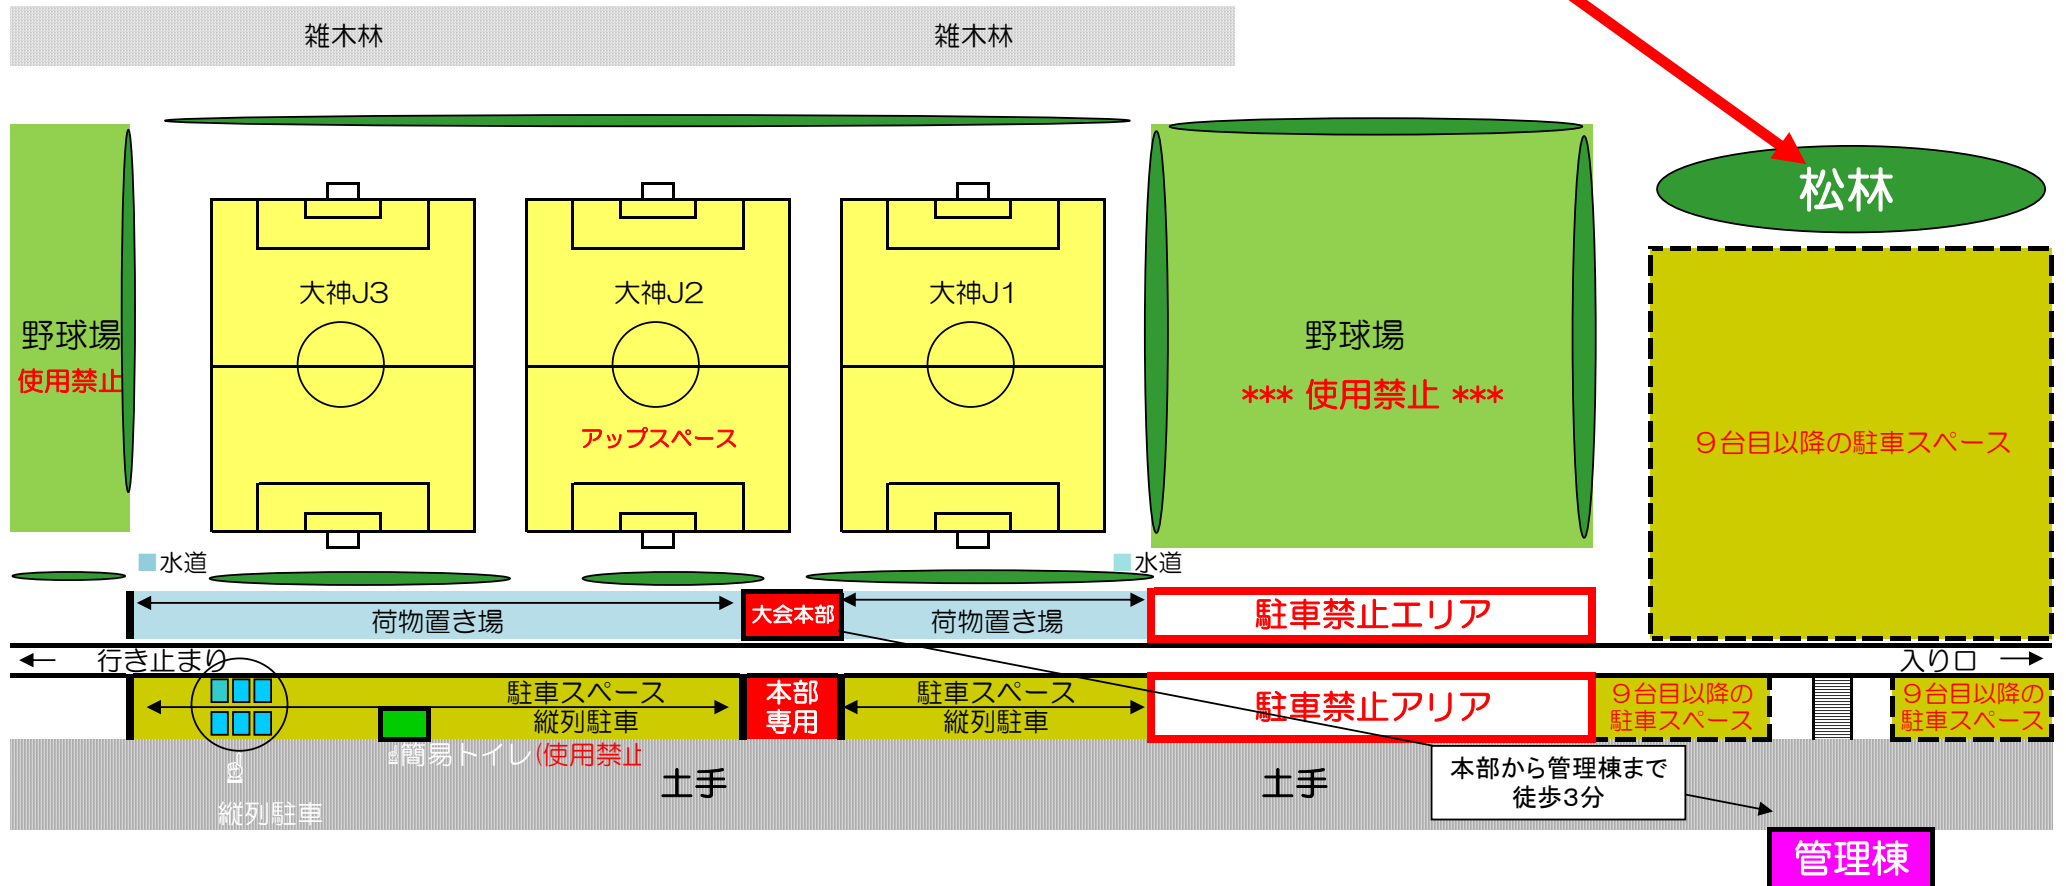 雑木林
雑木林
松林
大神J3
大神J2
大神J1
野球場
使用禁止
野球場
*** 使用禁止 ***
アップスペース
９台目以降の駐車スペース
水道
水道
荷物置き場
大会本部
荷物置き場
駐車禁止エリア
行き止まり
入り口
駐車スペース
縦列駐車
本部
専用
駐車スペース
縦列駐車
駐車禁止アリア
９台目以降の
駐車スペース
９台目以降の
駐車スペース
簡易トイレ(使用禁止
縦列駐車
土手
土手
本部から管理棟まで
徒歩3分
管理棟